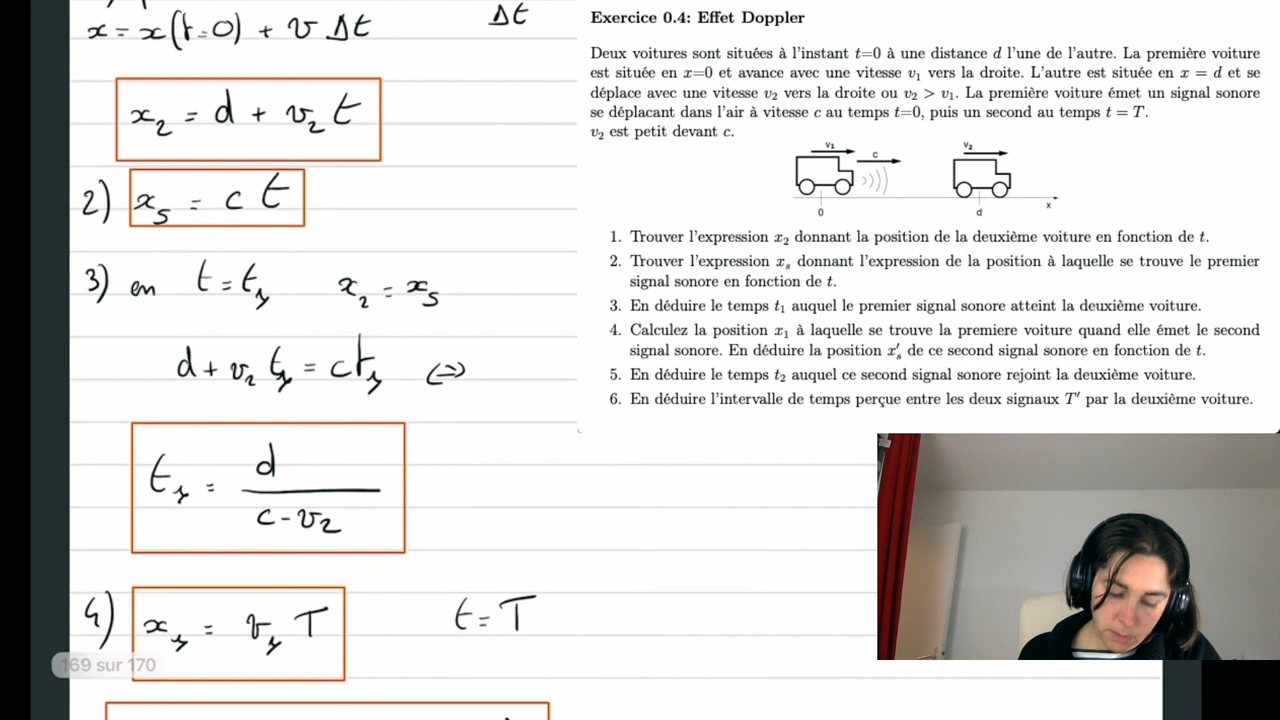 x = x(t=0) + v Δt
Δt
x₂ = d + v₂ t
2) xₛ = c t
3) en t = t₁ x₂ = xₛ
d + v₂ t₁ = c t₁ ⇔
t₁ = d / (c - v₂)
4) x₁ = v₁ T t = T
169 sur 170
Exercice 0.4: Effet Doppler
Deux voitures sont situées à l'instant t=0 à une distance d l'une de l'autre. La première voiture
est située en x=0 et avance avec une vitesse v₁ vers la droite. L'autre est située en x = d et se
déplace avec une vitesse v₂ vers la droite ou v₂ > v₁. La première voiture émet un signal sonore
se déplacant dans l'air à vitesse c au temps t=0, puis un second au temps t = T.
v₂ est petit devant c.
v₁ c v₂
0 d x
1. Trouver l'expression x₂ donnant la position de la deuxième voiture en fonction de t.
2. Trouver l'expression xₛ donnant l'expression de la position à laquelle se trouve le premier
signal sonore en fonction de t.
3. En déduire le temps t₁ auquel le premier signal sonore atteint la deuxième voiture.
4. Calculez la position x₁ à laquelle se trouve la premiere voiture quand elle émet le second
signal sonore. En déduire la position x′ₛ de ce second signal sonore en fonction de t.
5. En déduire le temps t₂ auquel ce second signal sonore rejoint la deuxième voiture.
6. En déduire l'intervalle de temps perçue entre les deux signaux T′ par la deuxième voiture.